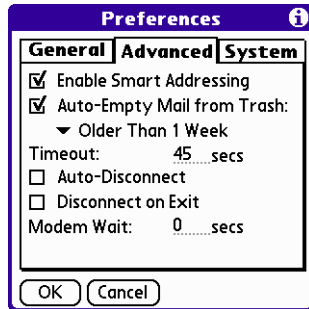 Preferences
General Advanced System
Enable Smart Addressing
Auto-Empty Mail from Trash:
Older Than 1 Week
Timeout: 45 secs
Auto-Disconnect
Disconnect on Exit
Modem Wait: 0 secs
OK Cancel